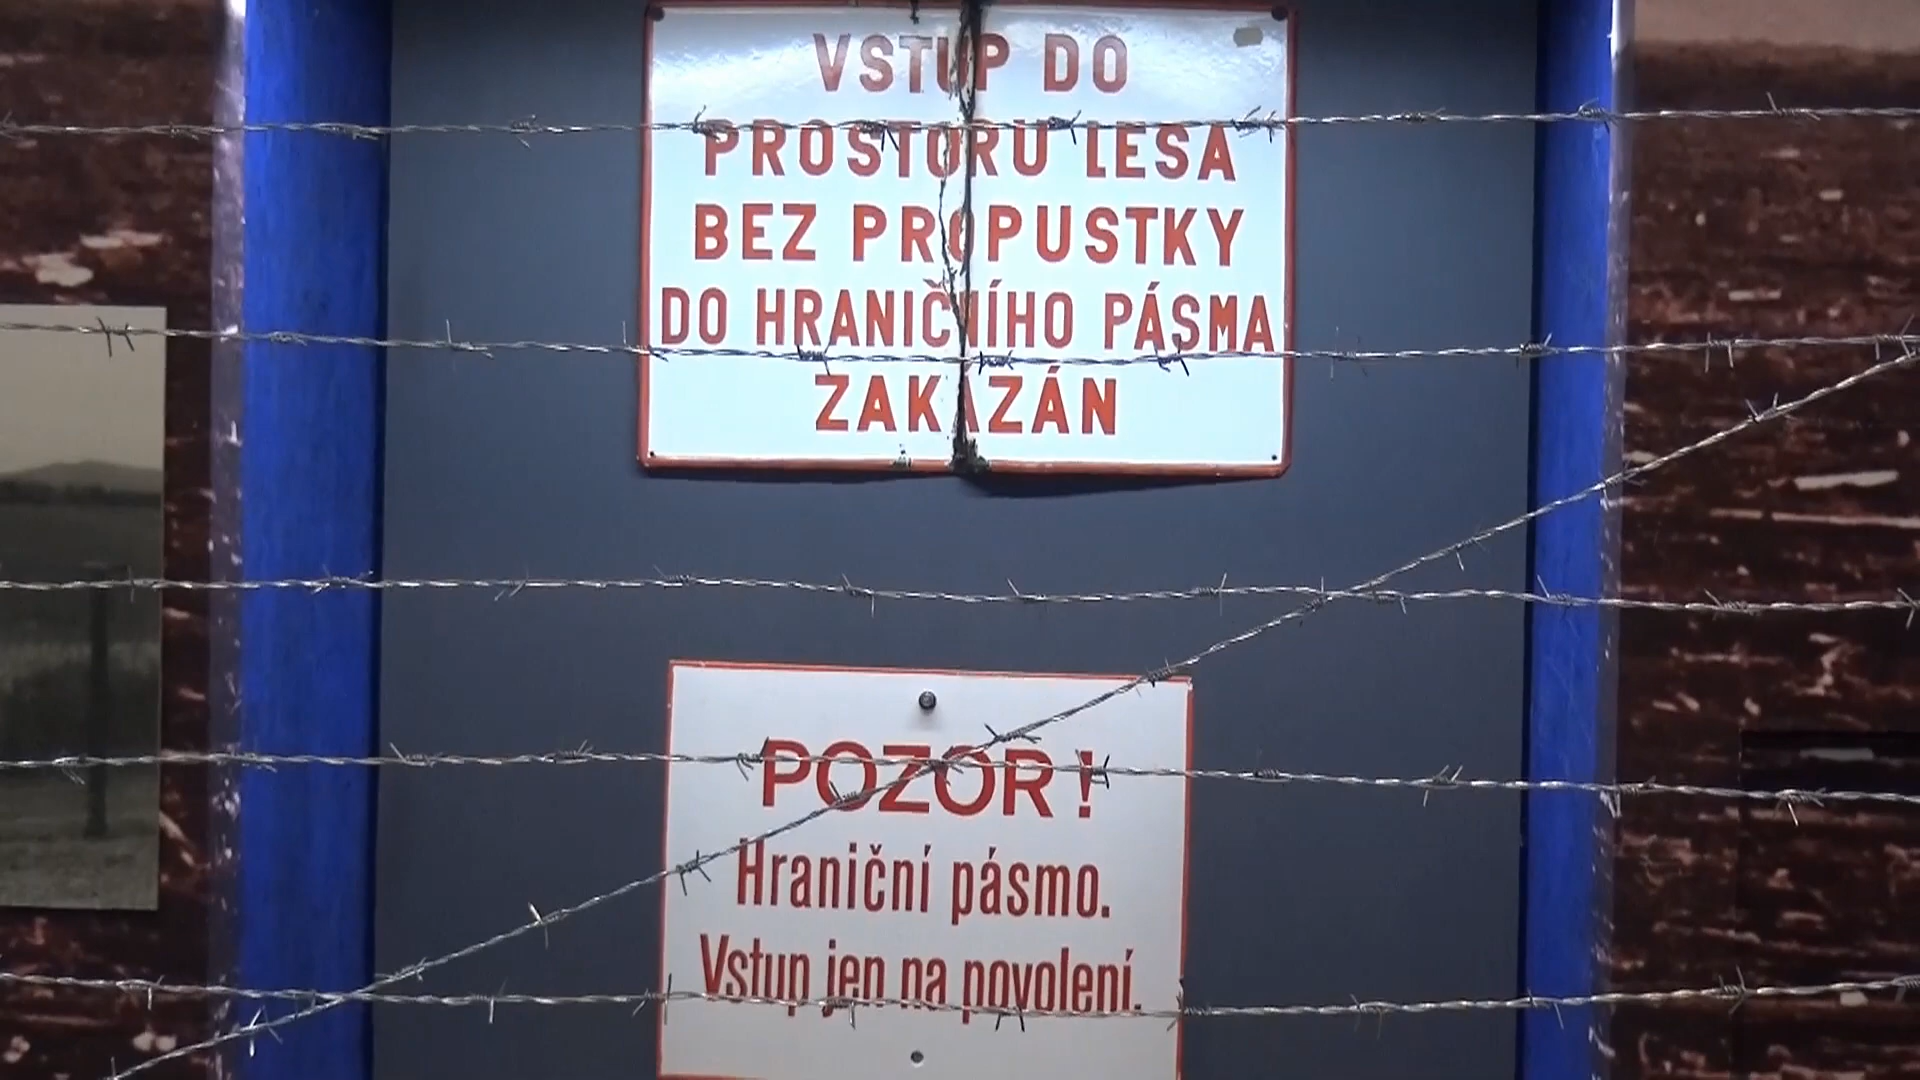 VSTUP DO
PROSTORU LESA
BEZ PROPUSTKY
DO HRANIČNÍHO PÁSMA
ZAKÁZÁN
POZOR!
Hraniční pásmo.
Vstup jen na povolení.